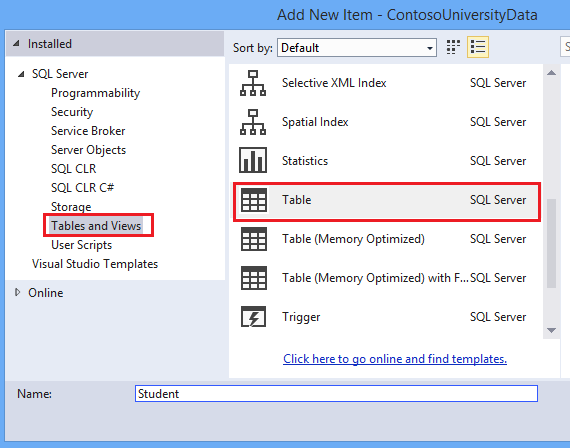 Add New Item - ContosoUniversityData
Installed
Sort by: Default
S
SQL Server
Programmability
Security
Service Broker
Server Objects
SQL CLR
SQL CLR C#
Storage
Tables and Views
User Scripts
Visual Studio Templates
Online
Selective XML Index SQL Server
Spatial Index SQL Server
Statistics SQL Server
Table SQL Server
Table (Memory Optimized) SQL Server
Table (Memory Optimized) with F...SQL Server
Trigger SQL Server
Click here to go online and find templates.
Name: Student